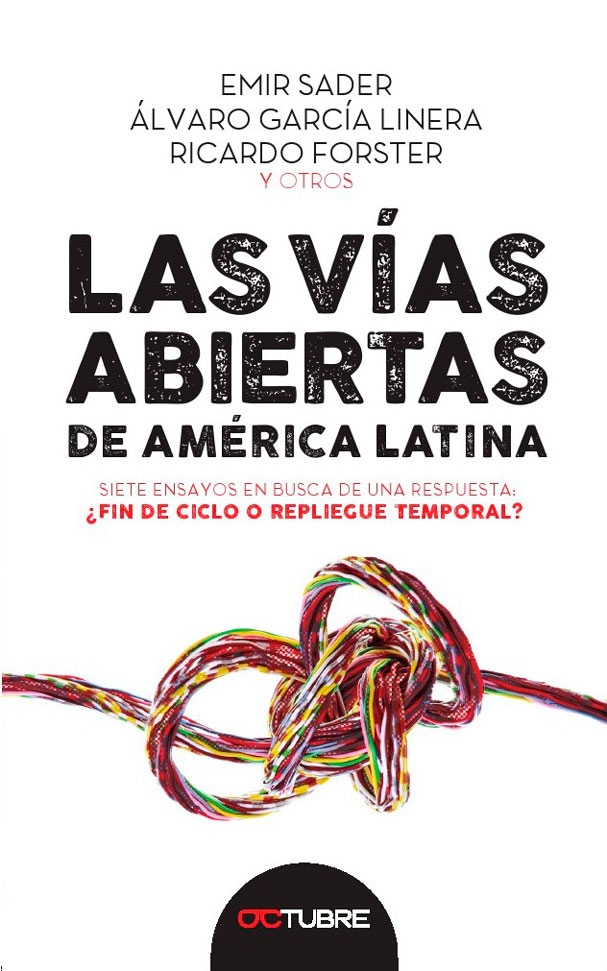 EMIR SADER
ÁLVARO GARCÍA LINERA
RICARDO FORSTER
Y OTROS
LAS VÍAS
ABIERTAS
DE AMÉRICA LATINA
SIETE ENSAYOS EN BUSCA DE UNA RESPUESTA:
¿FIN DE CICLO O REPLIEGUE TEMPORAL?
OCTUBRE